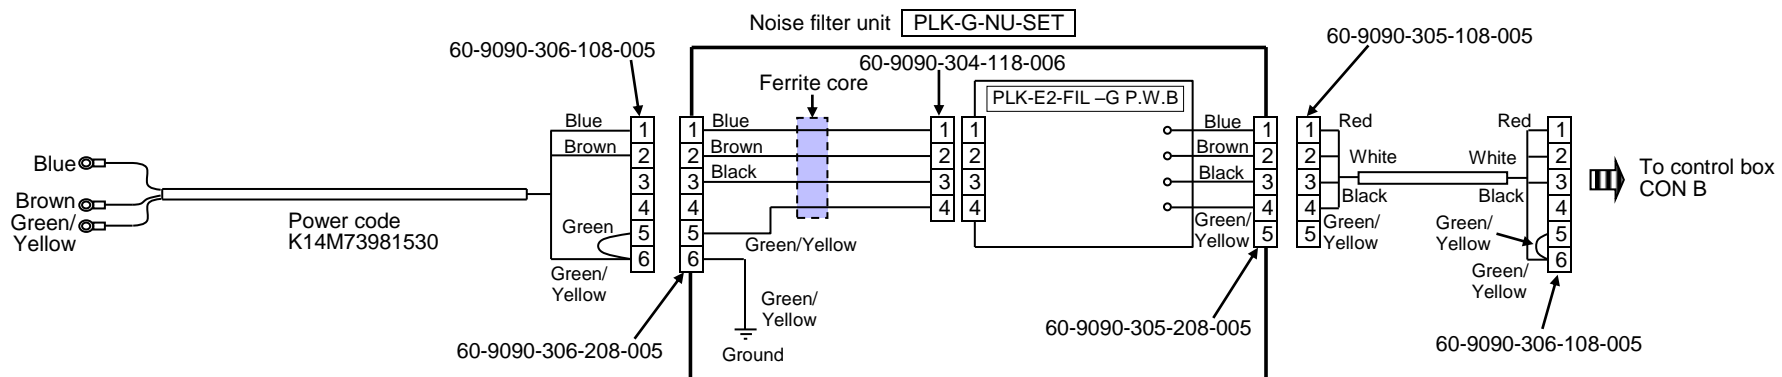 Noise filter unit PLK-G-NU-SET
60-9090-306-108-005
60-9090-304-118-006
60-9090-305-108-005
Ferrite core
PLK-E2-FIL –G P.W.B
Blue
Brown
Green/
Yellow
Power code
K14M73981530
Blue
Brown
Green
Green/
Yellow
1
2
3
4
5
6
1
2
3
4
5
6
Blue
Brown
Black
Green/Yellow
Green/
Yellow
Ground
60-9090-306-208-005
1
2
3
4
1
2
3
4
Blue
Brown
Black
Green/
Yellow
1
2
3
4
5
60-9090-305-208-005
1
2
3
4
5
Red
White
Black
Green/
Yellow
Red
White
Black
Green/
Yellow
Green/
Yellow
1
2
3
4
5
6
60-9090-306-108-005
To control box
CON B